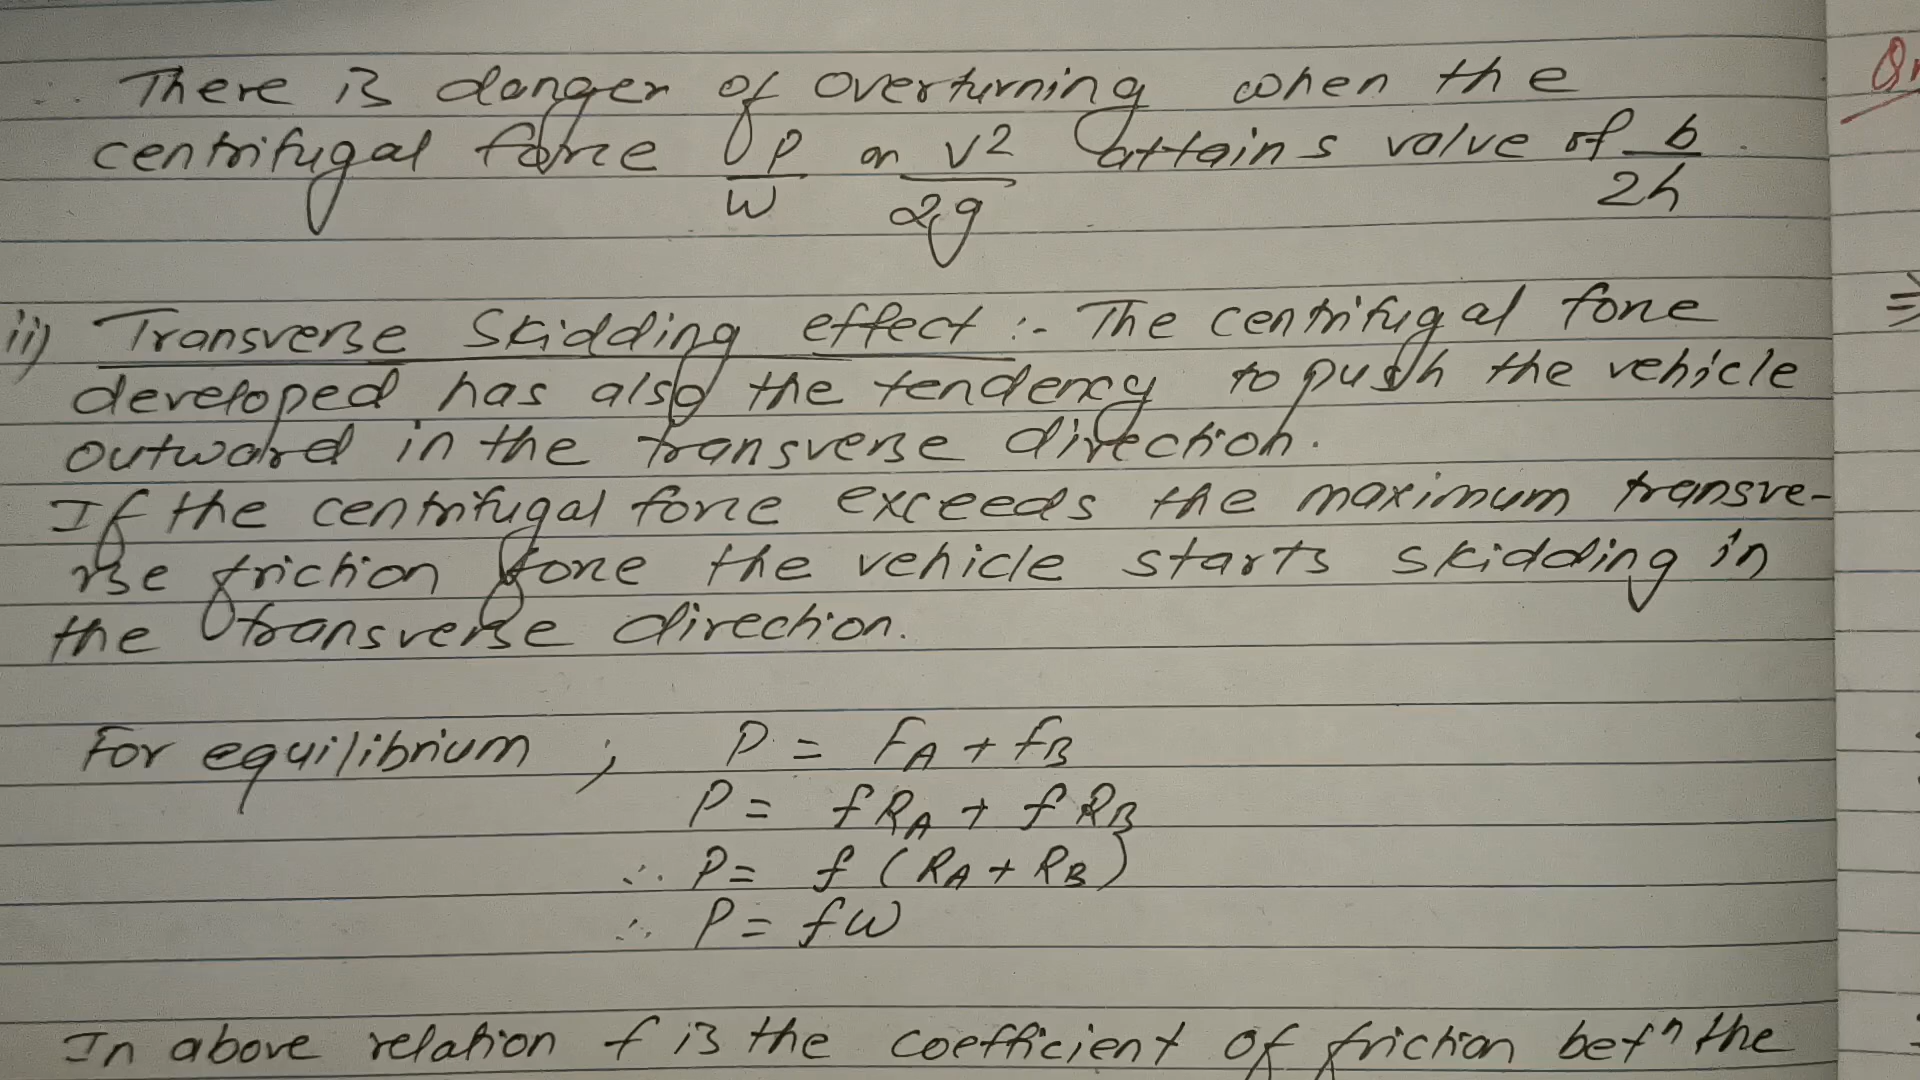 ∴ There is danger of overturning when the
centrifugal force P/W or v²/2g attains value of b/2h.
ii) Transverse Skidding effect :- The centrifugal force
developed has also the tendency to push the vehicle
outward in the transverse direction.
If the centrifugal force exceeds the maximum transve-
rse friction force the vehicle starts skidding in
the transverse direction.
For equilibrium ; P = FA + fB
P = fRA + fRB
∴ P = f (RA + RB)
∴ P = fW
In above relation f is the coefficient of friction betⁿ the